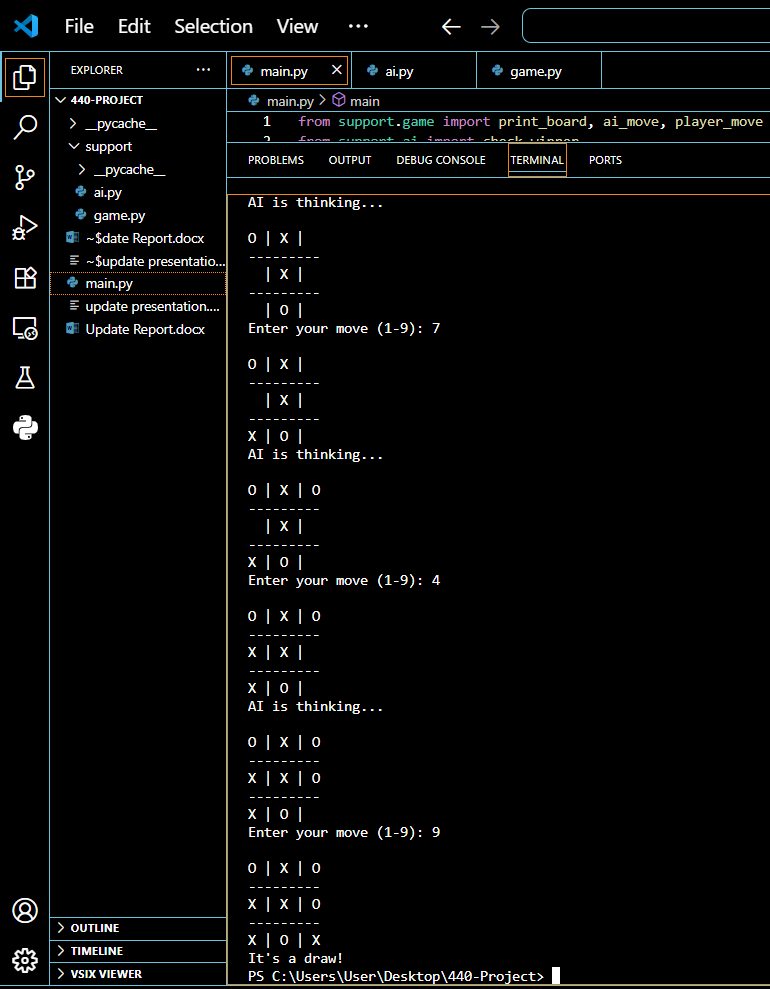 File Edit Selection View ...
EXPLORER ...
440-PROJECT
__pycache__
support
__pycache__
ai.py
game.py
~$date Report.docx
~$update presentatio...
main.py
update presentation....
Update Report.docx
OUTLINE
TIMELINE
VSIX VIEWER
main.py ai.py game.py
main.py > main
1 from support.game import print_board, ai_move, player_move
2 from support.ai import check_winner
PROBLEMS OUTPUT DEBUG CONSOLE TERMINAL PORTS
AI is thinking...
O | X |
---------
  | X |
---------
  | O |
Enter your move (1-9): 7
O | X |
---------
  | X |
---------
X | O |
AI is thinking...
O | X | O
---------
  | X |
---------
X | O |
Enter your move (1-9): 4
O | X | O
---------
X | X |
---------
X | O |
AI is thinking...
O | X | O
---------
X | X | O
---------
X | O |
Enter your move (1-9): 9
O | X | O
---------
X | X | O
---------
X | O | X
It's a draw!
PS C:\Users\User\Desktop\440-Project>